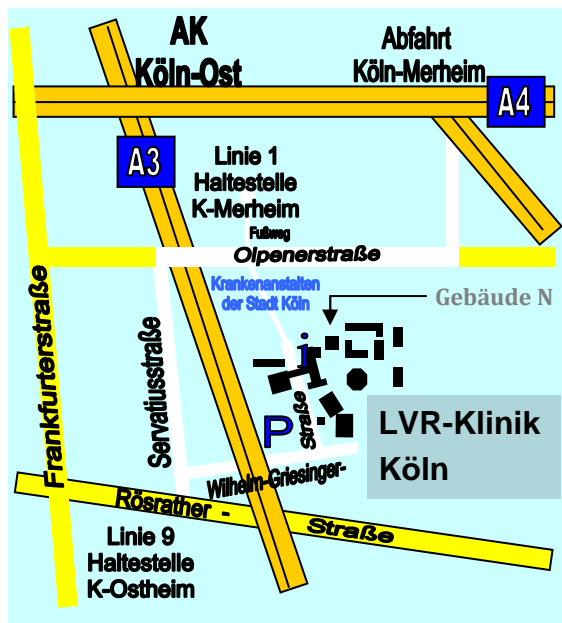 AK
Köln-Ost
Abfahrt
Köln-Merheim
A4
A3
Linie 1
Haltestelle
K-Merheim
Fußweg
Olpenerstraße
Krankenanstalten
der Stadt Köln
Gebäude N
i
Frankfurterstraße
Servatiusstraße
P
Straße
Wilhelm-Griesinger-
LVR-Klinik
Köln
Rösrather -
Straße
Linie 9
Haltestelle
K-Ostheim